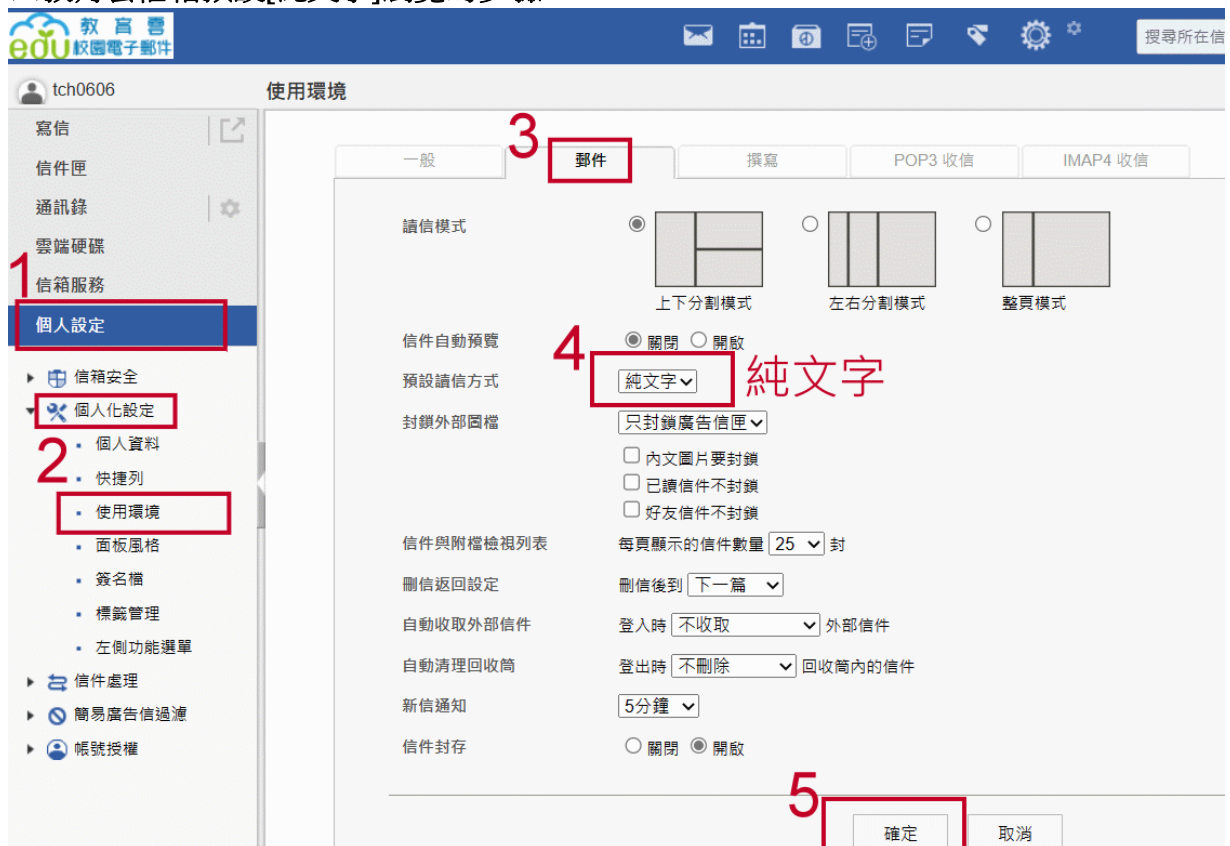 教育雲
edu校園電子郵件
搜尋所在信
tch0606
使用環境
寫信
信件匣
通訊錄
雲端硬碟
信箱服務
1
個人設定
信箱安全
個人化設定
2
個人資料
快捷列
使用環境
面板風格
簽名檔
標籤管理
左側功能選單
信件處理
簡易廣告信過濾
帳號授權
3
一般 郵件 撰寫 POP3 收信 IMAP4 收信
讀信模式
上下分割模式 左右分割模式 整頁模式
信件自動預覽 關閉 開啟
4
預設讀信方式 純文字 純文字
封鎖外部圖檔 只封鎖廣告信匣
內文圖片要封鎖
已讀信件不封鎖
好友信件不封鎖
信件與附檔檢視列表 每頁顯示的信件數量 25 封
刪信返回設定 刪信後到 下一篇
自動收取外部信件 登入時 不收取 外部信件
自動清理回收筒 登出時 不刪除 回收筒內的信件
新信通知 5分鐘
信件封存 關閉 開啟
5
確定 取消